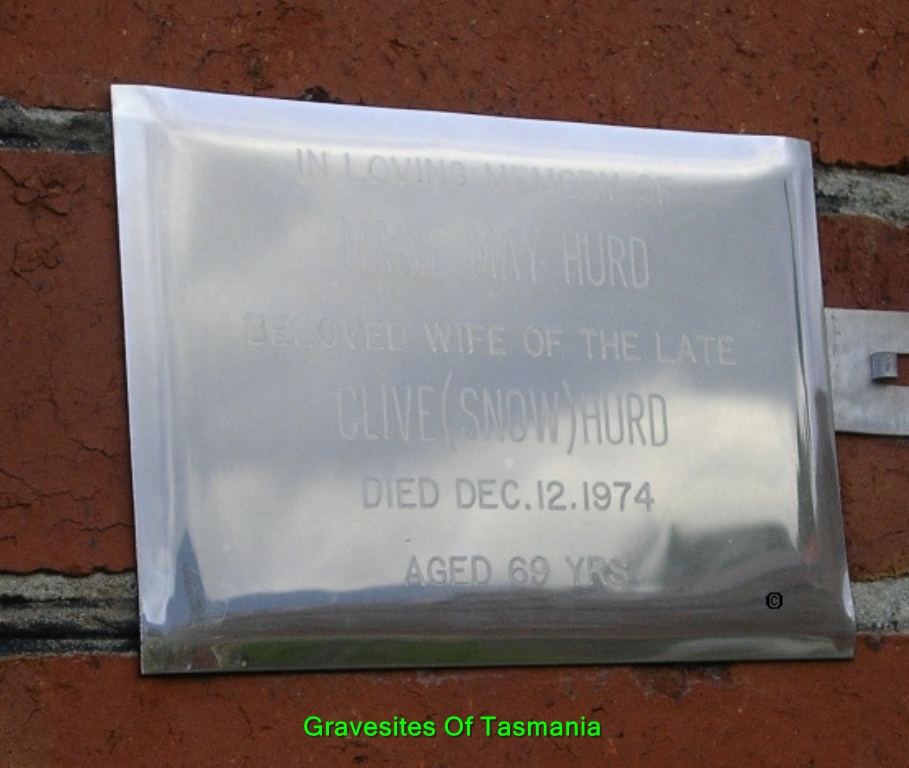 IN LOVING MEMORY OF
MAY HURD
BELOVED WIFE OF THE LATE
CLIVE (SNOW) HURD
DIED DEC.12.1974
AGED 69 YRS
©
Gravesites Of Tasmania